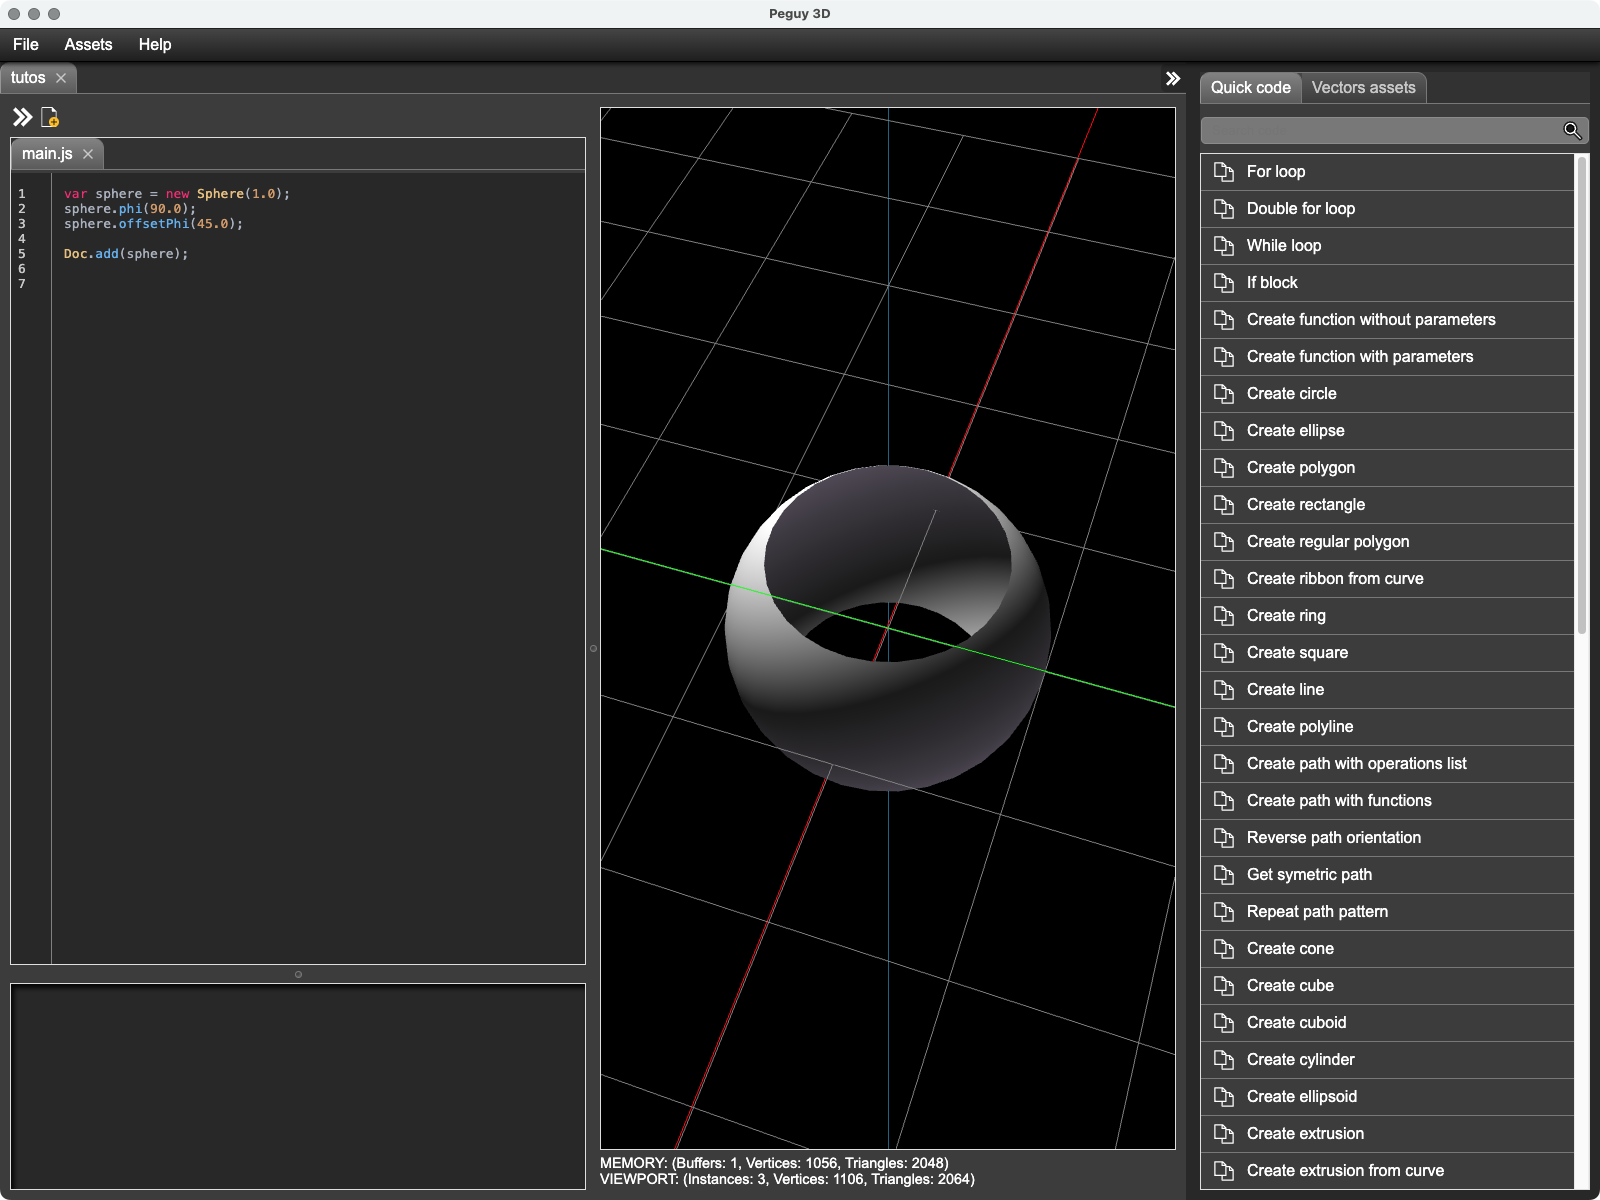 Peguy 3D
File Assets Help
tutos
main.js
1 var sphere = new Sphere(1.0);
2 sphere.phi(90.0);
3 sphere.offsetPhi(45.0);
4
5 Doc.add(sphere);
6
7
MEMORY: (Buffers: 1, Vertices: 1056, Triangles: 2048)
VIEWPORT: (Instances: 3, Vertices: 1106, Triangles: 2064)
Quick code Vectors assets
For loop
Double for loop
While loop
If block
Create function without parameters
Create function with parameters
Create circle
Create ellipse
Create polygon
Create rectangle
Create regular polygon
Create ribbon from curve
Create ring
Create square
Create line
Create polyline
Create path with operations list
Create path with functions
Reverse path orientation
Get symetric path
Repeat path pattern
Create cone
Create cube
Create cuboid
Create cylinder
Create ellipsoid
Create extrusion
Create extrusion from curve